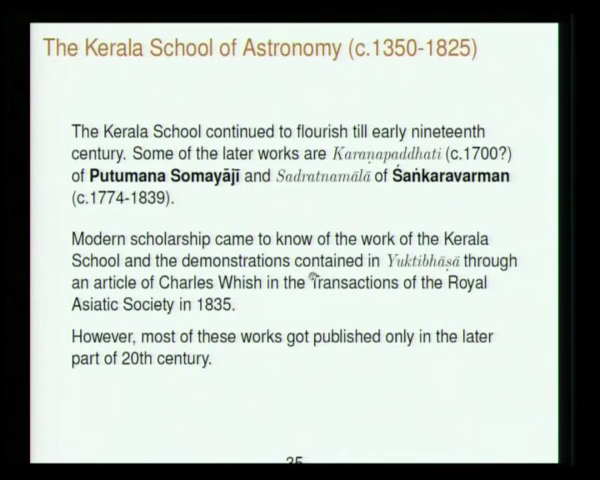 The Kerala School of Astronomy (c.1350-1825)
The Kerala School continued to flourish till early nineteenth
century. Some of the later works are Karaṇapaddhati (c.1700?)
of Putumana Somayājī and Sadratnamālā of Śaṅkaravarman
(c.1774-1839).
Modern scholarship came to know of the work of the Kerala
School and the demonstrations contained in Yuktibhāṣā through
an article of Charles Whish in the Transactions of the Royal
Asiatic Society in 1835.
However, most of these works got published only in the later
part of 20th century.